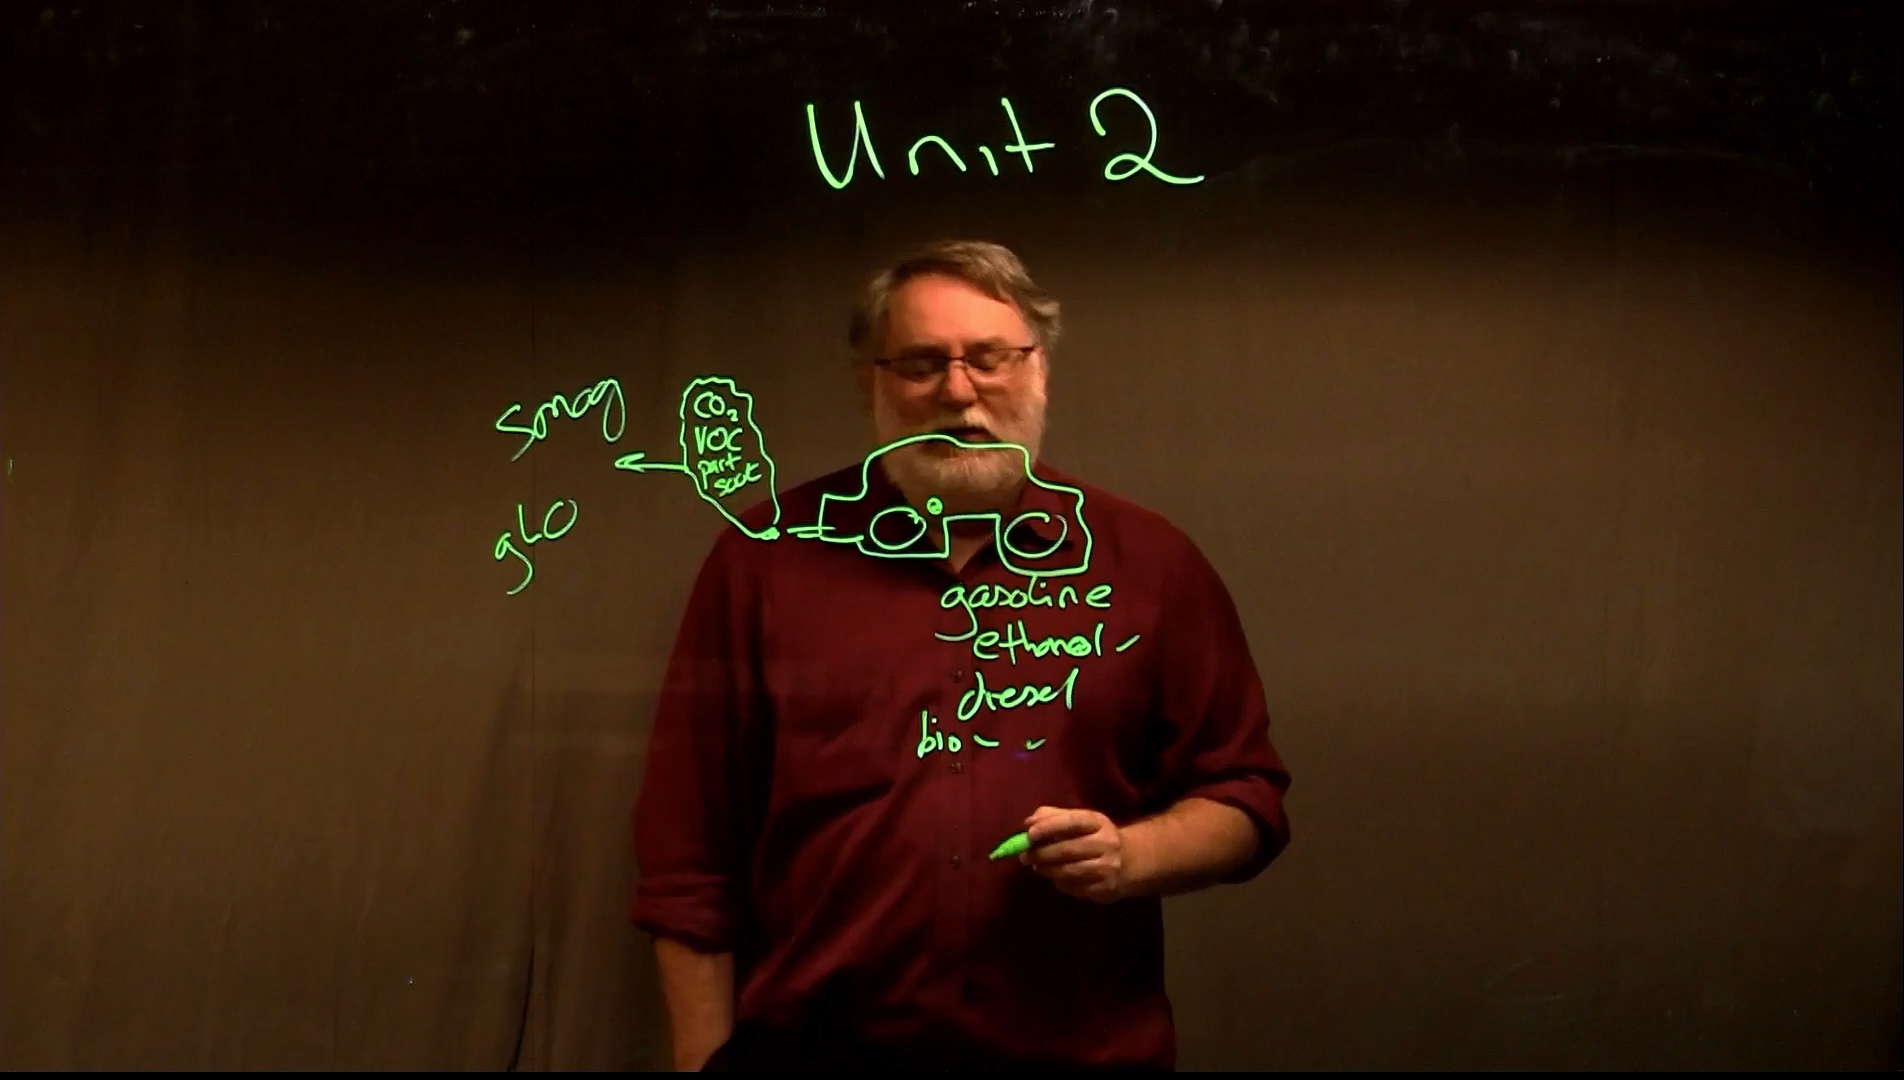 Unit 2
smog
CO₂
VOC
part
soot
glo
gasoline
ethanol
diesel
bio